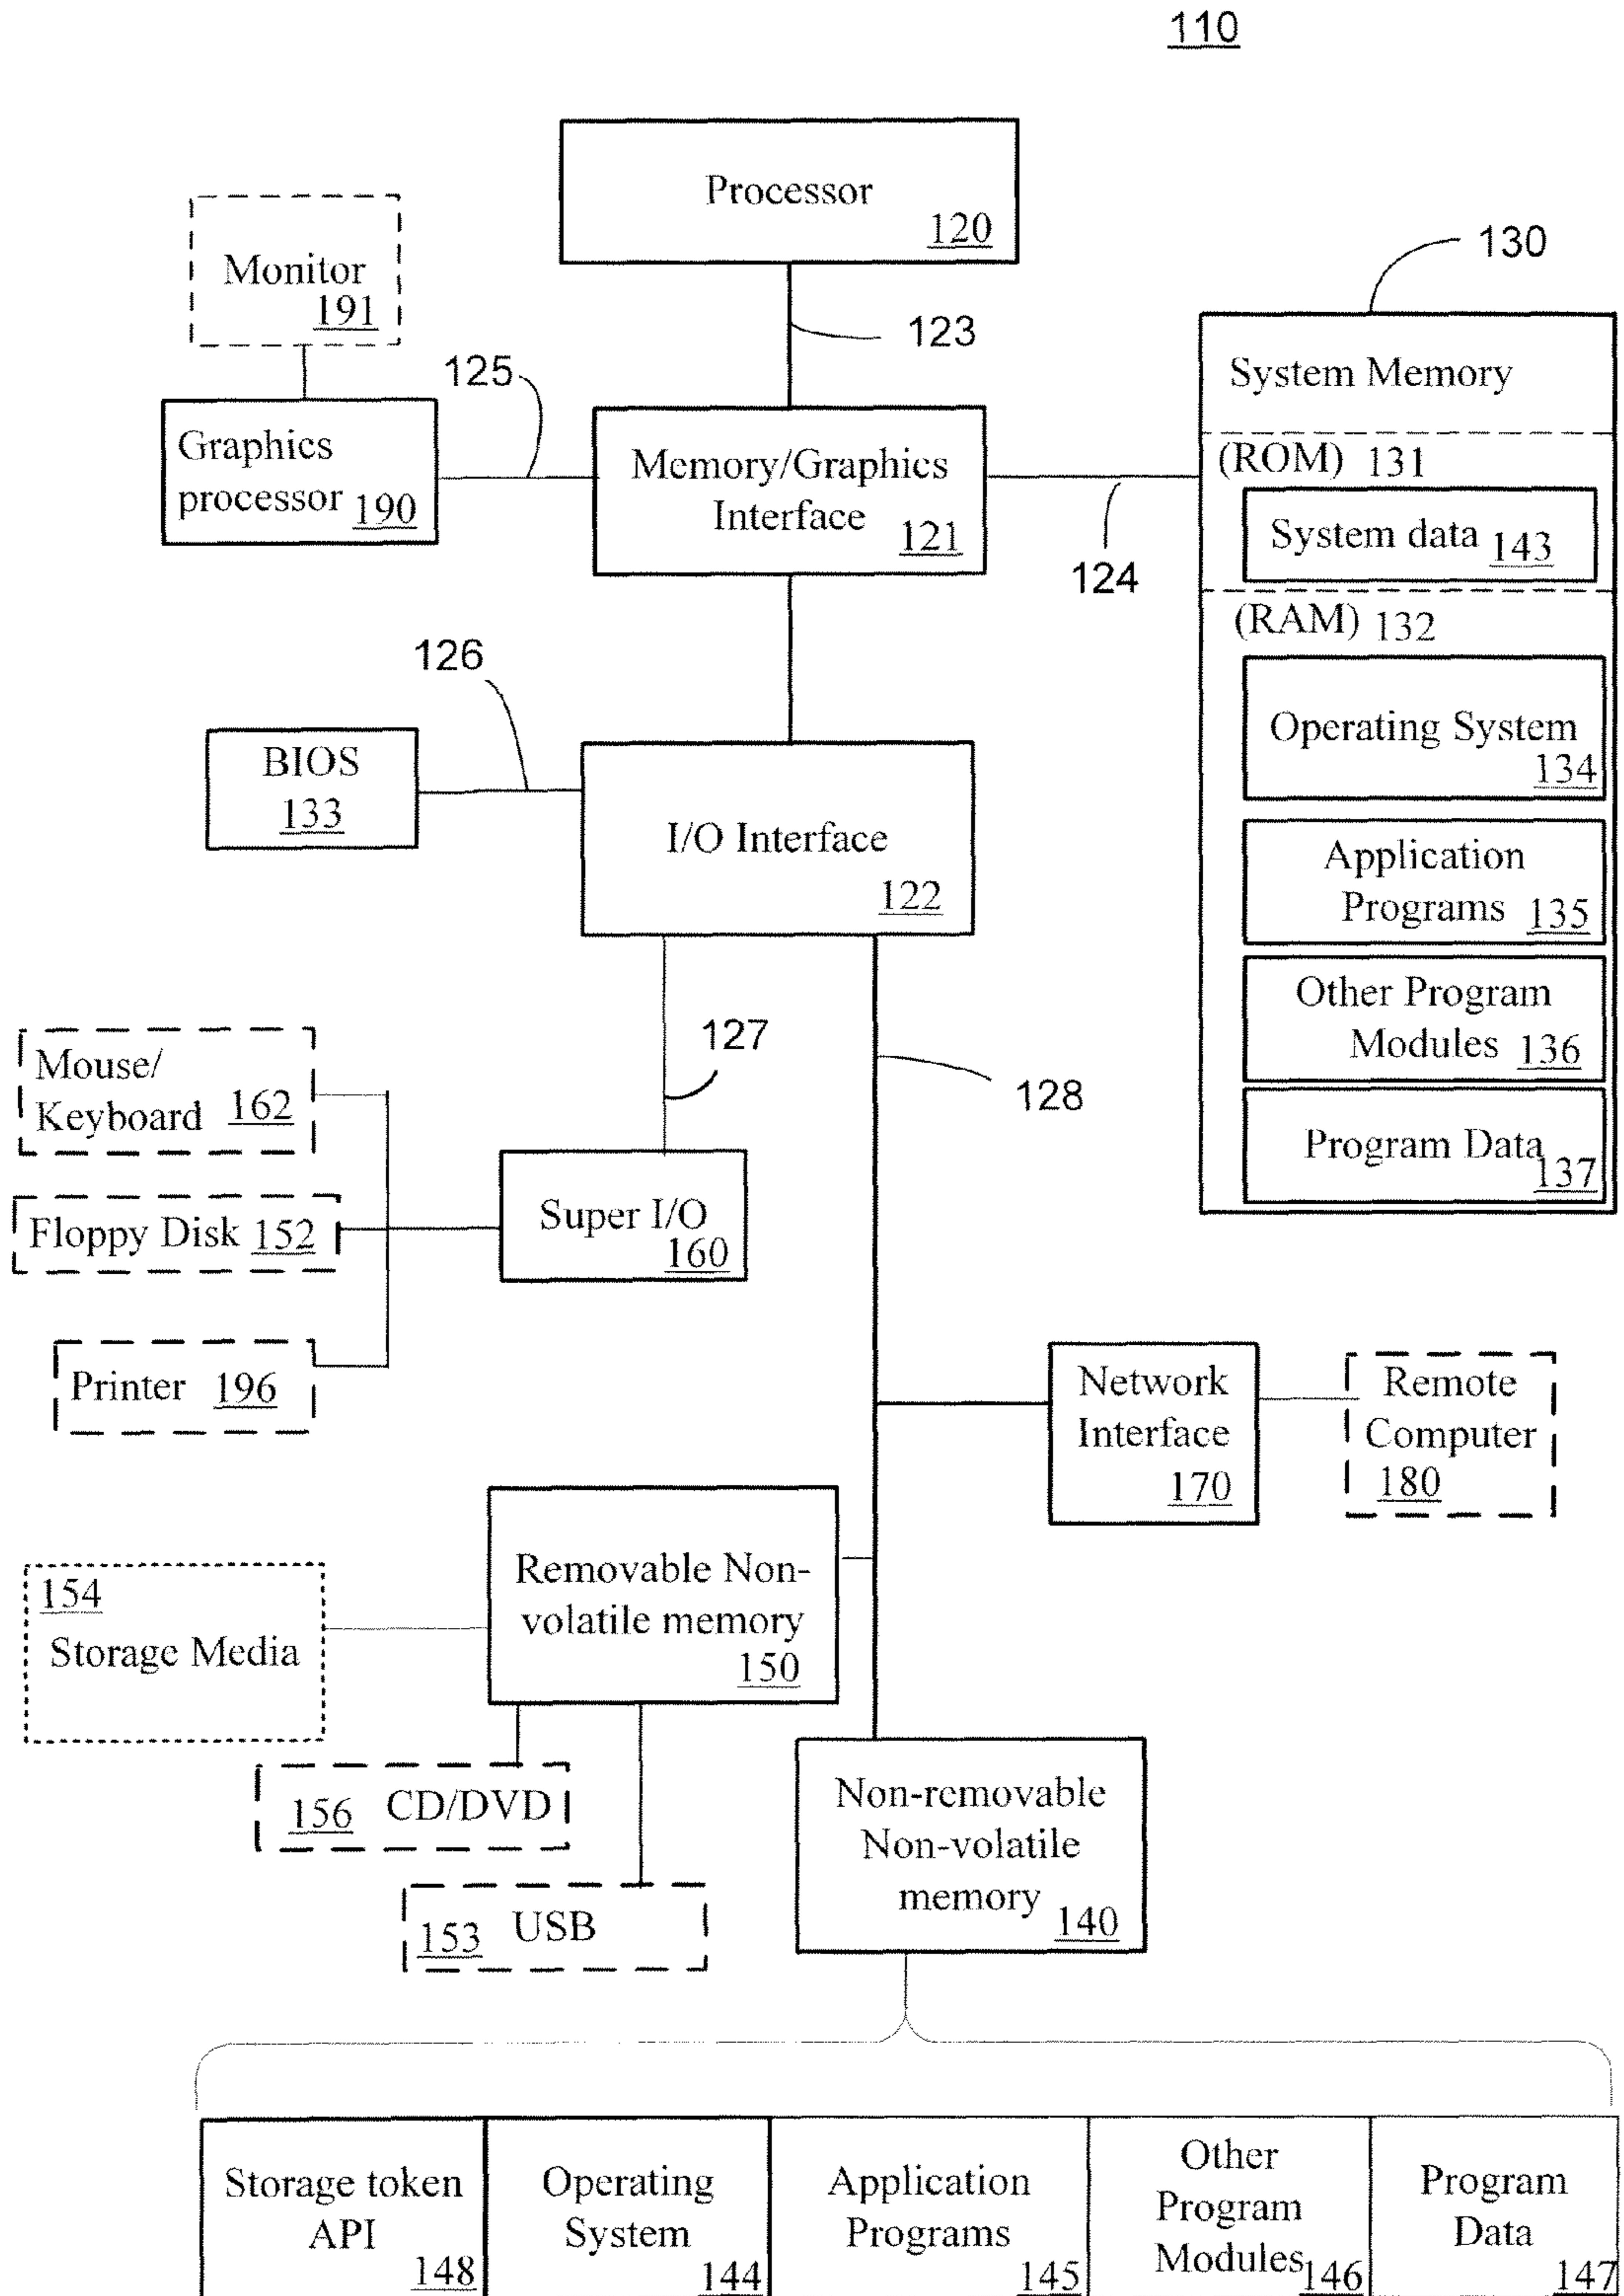 110
Processor
120
Monitor
191
130
123
125
System Memory
Graphics
processor 190
Memory/Graphics
Interface
121
(ROM) 131
System data 143
124
(RAM) 132
126
Operating System
134
BIOS
133
I/O Interface
122
Application
Programs 135
Other Program
Modules 136
127
128
Mouse/
Keyboard 162
Program Data
137
Super I/O
160
Floppy Disk 152
Printer 196
Network
Interface
170
Remote
Computer
180
Removable Non-
volatile memory
150
154
Storage Media
156 CD/DVD
Non-removable
Non-volatile
memory 140
153 USB
Storage token
API
148
Operating
System
144
Application
Programs
145
Other
Program
Modules 146
Program
Data
147